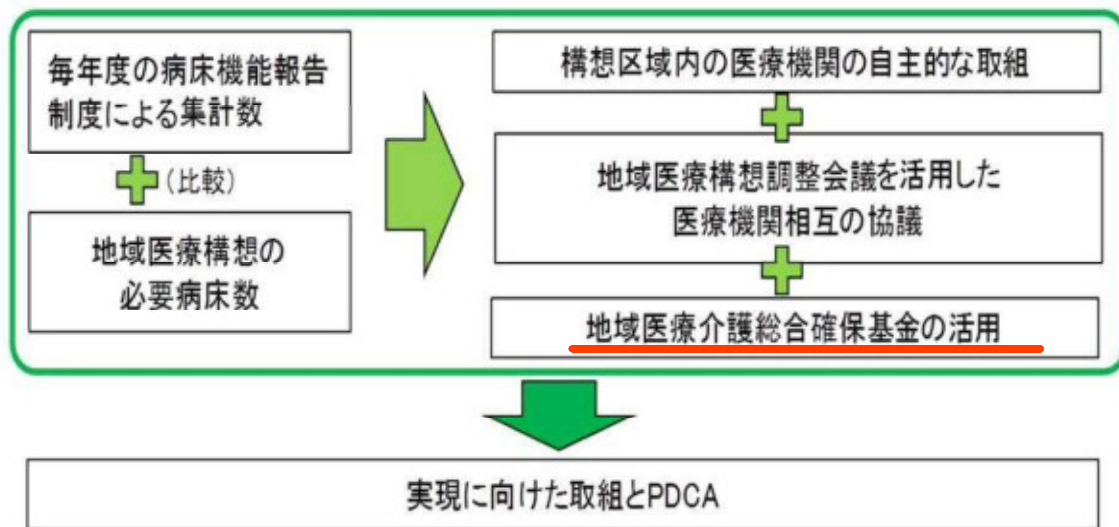 毎年度の病床機能報告
制度による集計数
(比較)
地域医療構想の
必要病床数
構想区域内の医療機関の自主的な取組
地域医療構想調整会議を活用した
医療機関相互の協議
地域医療介護総合確保基金の活用
実現に向けた取組とPDCA